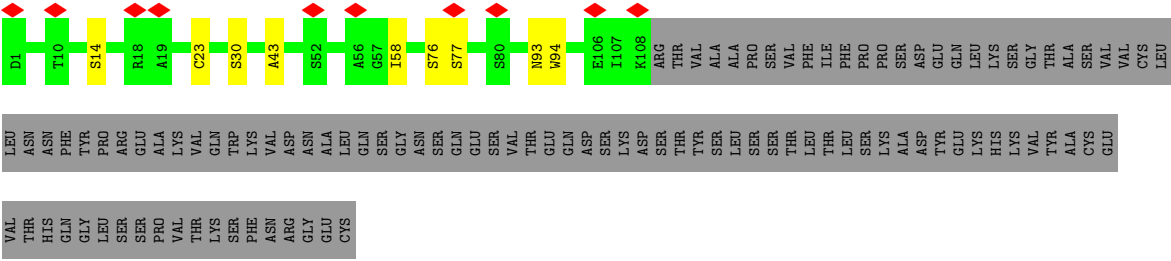 D1 T10 S14 R18 A19 C23 S30 A43 S52 A56 G57 I58 S76 S77 S80 N93 W94 E106 I107 K108 ARG THR VAL ALA ALA PRO SER VAL PHE ILE PHE PRO PRO SER ASP GLU GLN LEU LYS SER GLY THR ALA SER VAL VAL CYS LEU
LEU ASN ASN PHE TYR PRO ARG GLU ALA LYS VAL GLN TRP LYS VAL ASP ASN ALA LEU GLN SER GLY ASN SER GLN GLU SER VAL THR GLU GLN ASP SER LYS ASP SER THR TYR SER LEU SER SER THR LEU THR LEU SER LYS ALA ASP TYR GLU LYS HIS LYS VAL TYR ALA CYS GLU
VAL THR HIS GLN GLY LEU SER SER PRO VAL THR LYS SER PHE ASN ARG GLY GLU CYS